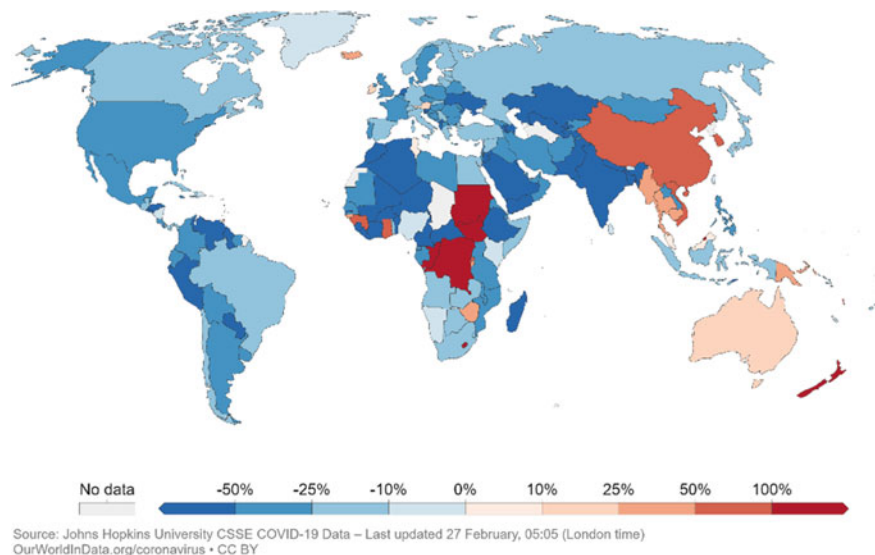 No data -50% -25% -10% 0% 10% 25% 50% 100%
Source: Johns Hopkins University CSSE COVID-19 Data – Last updated 27 February, 05:05 (London time)
OurWorldInData.org/coronavirus • CC BY